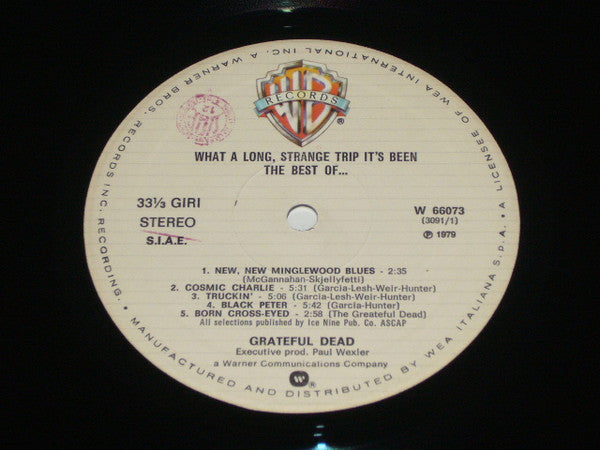 WB
RECORDS
®
WHAT A LONG, STRANGE TRIP IT'S BEEN
THE BEST OF...
33⅓ GIRI
STEREO
S.I.A.E.
W 66073
(3091/1)
℗ 1979
1. NEW, NEW MINGLEWOOD BLUES - 2:35
(McGannahan-Skjellyfetti)
2. COSMIC CHARLIE - 5:31 (Garcia-Lesh-Weir-Hunter)
3. TRUCKIN' - 5:06 (Garcia-Lesh-Weir-Hunter)
4. BLACK PETER - 5:42 (Garcia-Hunter)
5. BORN CROSS-EYED - 2:58 (The Greateful Dead)
All selections published by Ice Nine Pub. Co. ASCAP
GRATEFUL DEAD
Executive prod. Paul Wexler
a Warner Communications Company
W ®
MANUFACTURED AND DISTRIBUTED BY WEA ITALIANA S.p.A. • A LICENSEE OF WEA INTERNATIONAL INC. A WARNER BROS. RECORDS INC. RECORDING. •